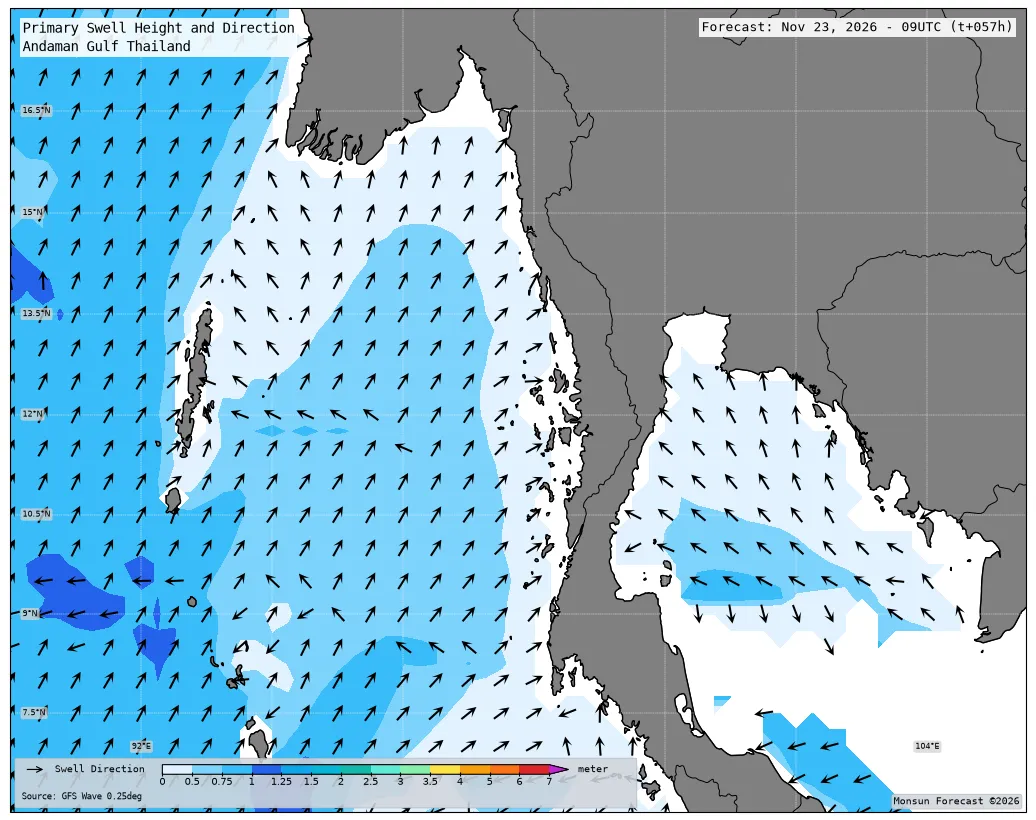 Primary Swell Height and Direction
Andaman Gulf Thailand
Forecast: Nov 23, 2026 - 09UTC (t+057h)
16.5°N
15°N
13.5°N
12°N
10.5°N
9°N
7.5°N
92°E
104°E
Swell Direction
meter
0 0.5 0.75 1 1.25 1.5 2 2.5 3 3.5 4 5 6 7
Source: GFS Wave 0.25deg
Monsun Forecast ©2026